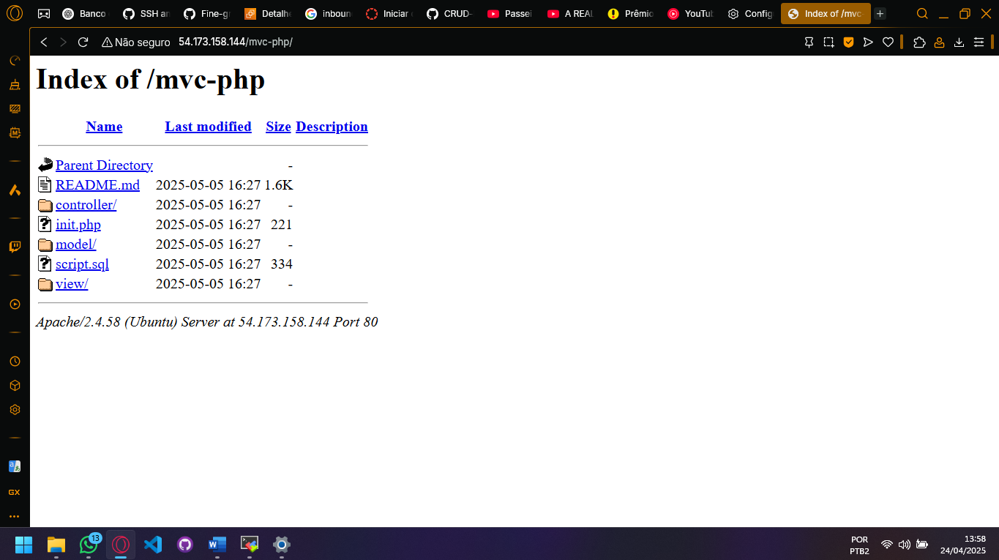 Banco SSH an Fine-gr Detalhe inboun Iniciar CRUD- Passei A REAL Prêmio YouTub Config Index of /mvc-
Não seguro 54.173.158.144/mvc-php/
Index of /mvc-php
Name Last modified Size Description
Parent Directory -
README.md 2025-05-05 16:27 1.6K
controller/ 2025-05-05 16:27 -
init.php 2025-05-05 16:27 221
model/ 2025-05-05 16:27 -
script.sql 2025-05-05 16:27 334
view/ 2025-05-05 16:27 -
Apache/2.4.58 (Ubuntu) Server at 54.173.158.144 Port 80
GX
13
POR
PTB2
13:58
24/04/2025